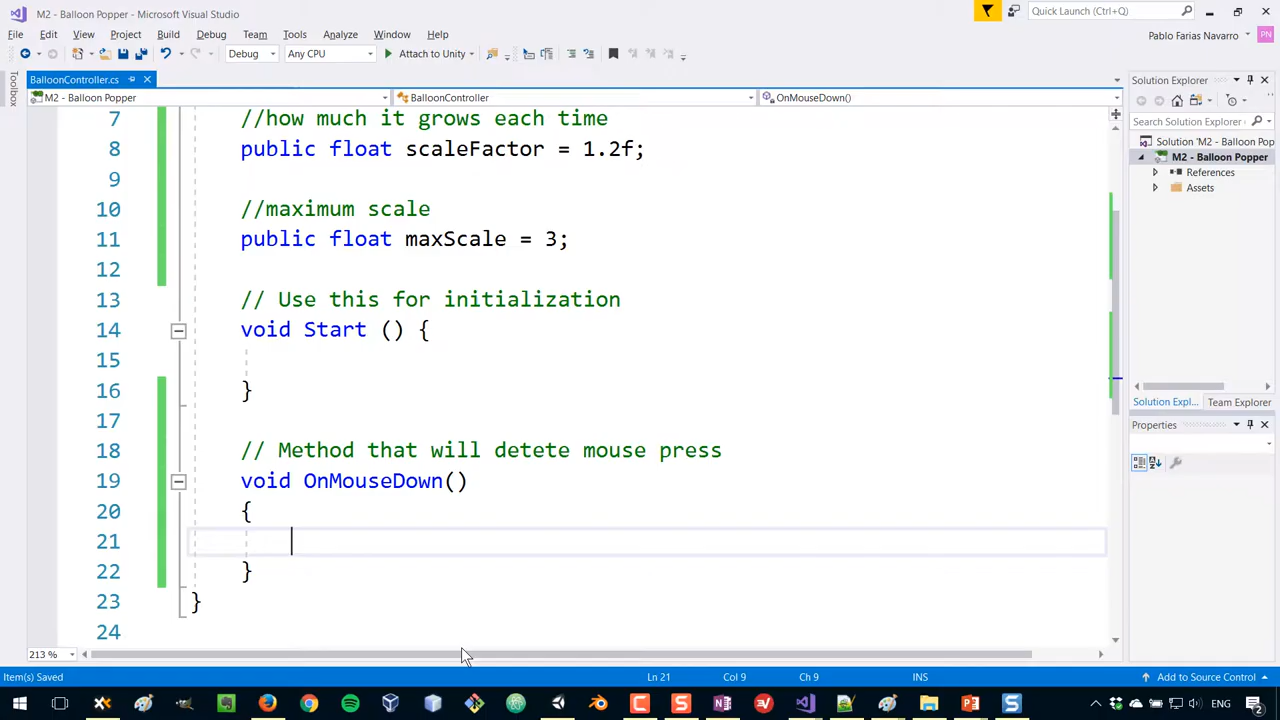 M2 - Balloon Popper - Microsoft Visual Studio
Quick Launch (Ctrl+Q)
File Edit View Project Build Debug Team Tools Analyze Window Help
Pablo Farias Navarro
PN
Debug
Any CPU
Attach to Unity
Toolbox
BalloonController.cs
M2 - Balloon Popper
BalloonController
OnMouseDown()
7 //how much it grows each time
8 public float scaleFactor = 1.2f;
9
10 //maximum scale
11 public float maxScale = 3;
12
13 // Use this for initialization
14 void Start () {
15
16 }
17
18 // Method that will detete mouse press
19 void OnMouseDown()
20 {
21
22 }
23 }
24
213 %
Solution Explorer
Search Solution Explorer (
Solution 'M2 - Balloon Pop
M2 - Balloon Popper
References
Assets
Solution Expl...
Team Explorer
Properties
Item(s) Saved
Ln 21
Col 9
Ch 9
INS
Add to Source Control
ENG